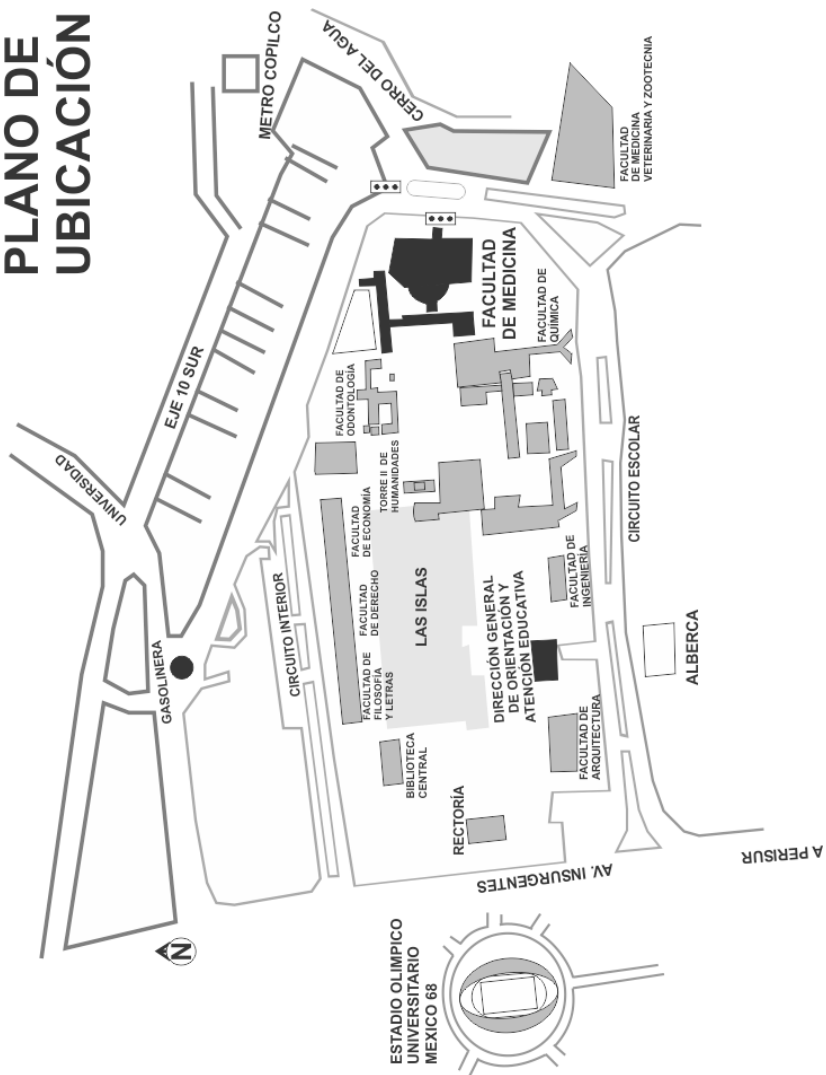 PLANO DE
UBICACIÓN
METRO COPILCO
CERRO DEL AGUA
FACULTAD
DE MEDICINA
VETERINARIA Y ZOOTECNIA
EJE 10 SUR
UNIVERSIDAD
FACULTAD
DE MEDICINA
FACULTAD DE
QUÍMICA
FACULTAD DE
ODONTOLOGÍA
TORRE II DE
HUMANIDADES
FACULTAD
DE ECONOMÍA
FACULTAD
DE DERECHO
FACULTAD DE
FILOSOFÍA
Y LETRAS
LAS ISLAS
CIRCUITO INTERIOR
CIRCUITO ESCOLAR
GASOLINERA
DIRECCIÓN GENERAL
DE ORIENTACIÓN Y
ATENCIÓN EDUCATIVA
FACULTAD DE
INGENIERÍA
ALBERCA
FACULTAD DE
ARQUITECTURA
BIBLIOTECA
CENTRAL
RECTORÍA
AV. INSURGENTES
A PERISUR
N
ESTADIO OLIMPICO
UNIVERSITARIO
MEXICO 68